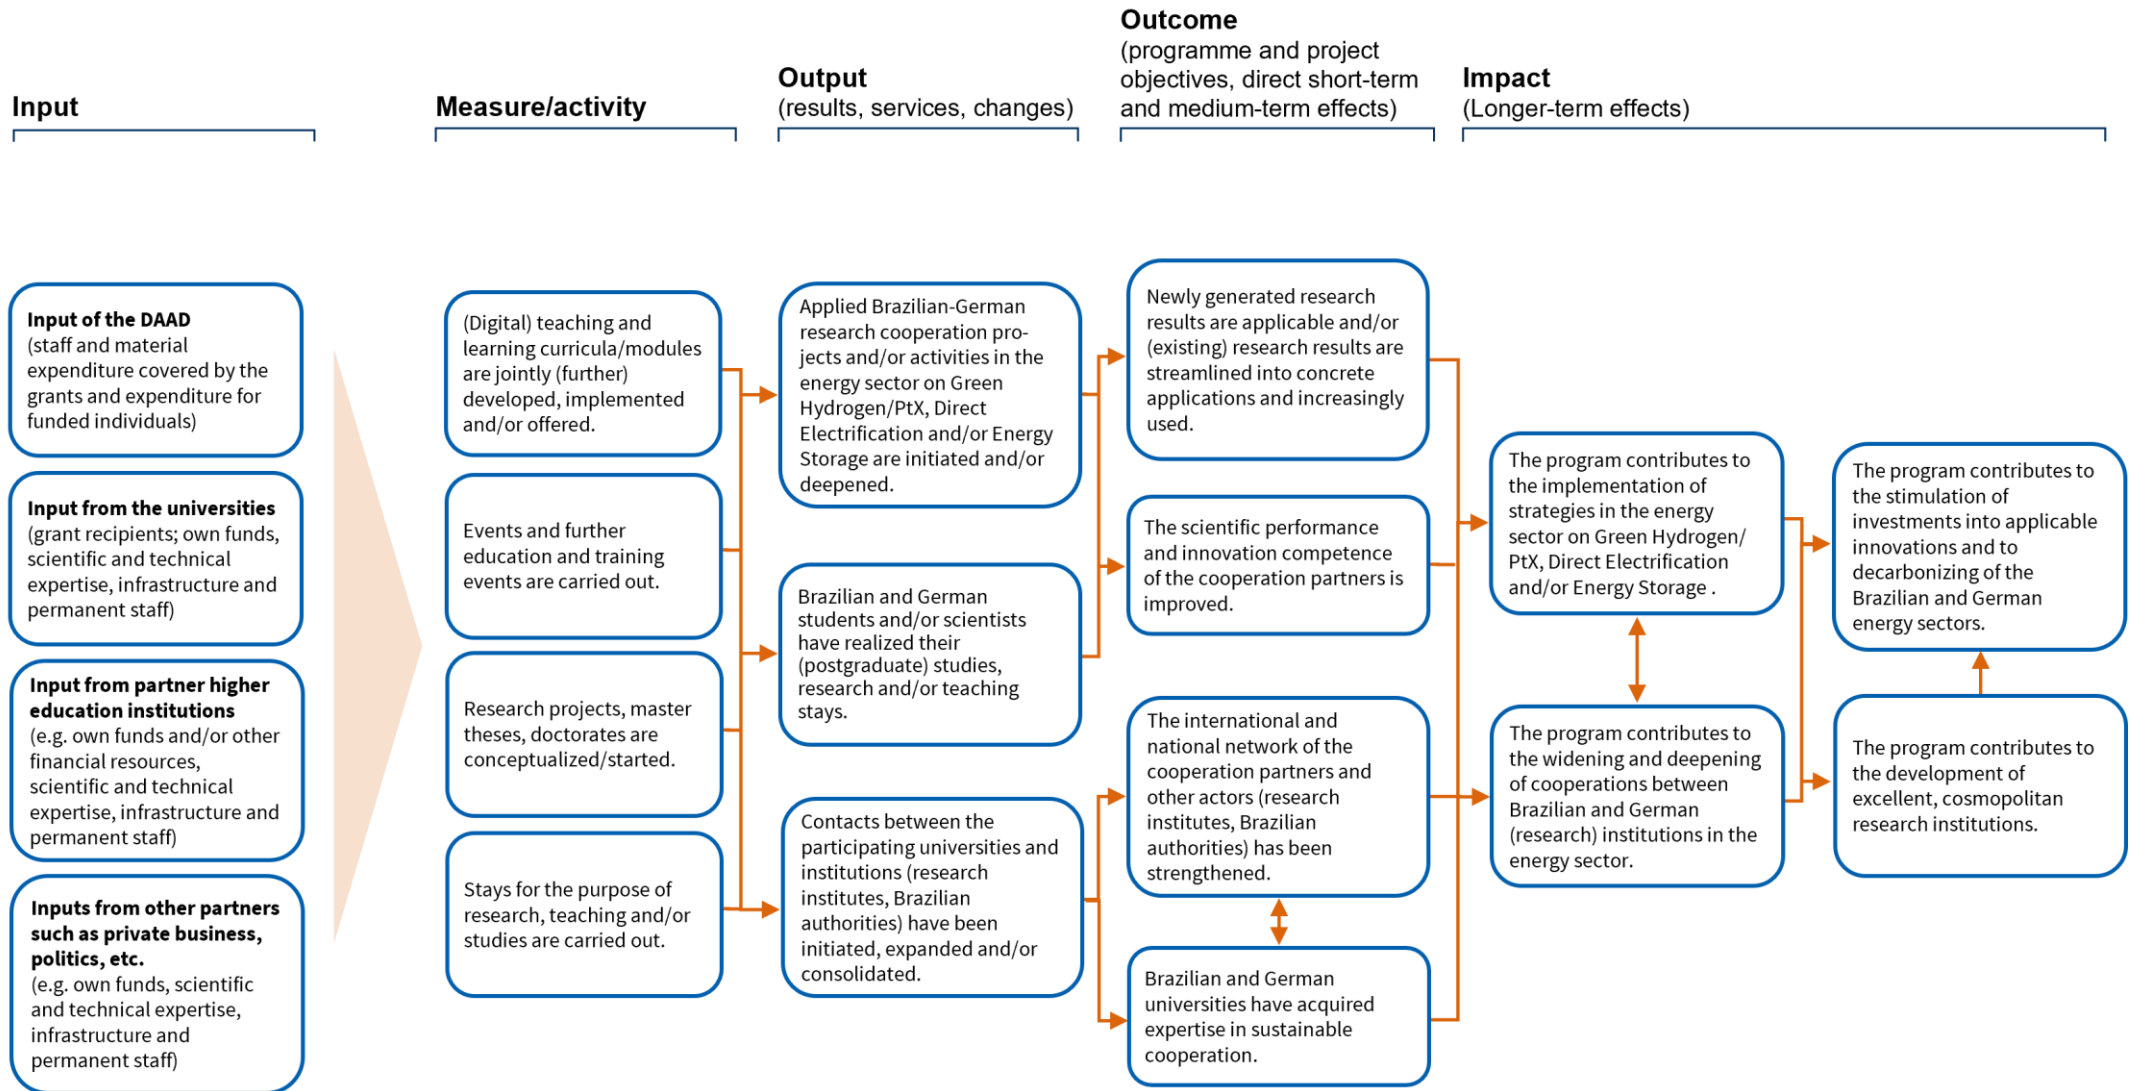 Input
Measure/activity
Output
(results, services, changes)
Outcome
(programme and project
objectives, direct short-term
and medium-term effects)
Impact
(Longer-term effects)
Input of the DAAD
(staff and material
expenditure covered by the
grants and expenditure for
funded individuals)
Input from the universities
(grant recipients; own funds,
scientific and technical
expertise, infrastructure and
permanent staff)
Input from partner higher
education institutions
(e.g. own funds and/or other
financial resources,
scientific and technical
expertise, infrastructure and
permanent staff)
Inputs from other partners
such as private business,
politics, etc.
(e.g. own funds, scientific
and technical expertise,
infrastructure and
permanent staff)
(Digital) teaching and
learning curricula/modules
are jointly (further)
developed, implemented
and/or offered.
Events and further
education and training
events are carried out.
Research projects, master
theses, doctorates are
conceptualized/started.
Stays for the purpose of
research, teaching and/or
studies are carried out.
Applied Brazilian-German
research cooperation pro-
jects and/or activities in the
energy sector on Green
Hydrogen/PtX, Direct
Electrification and/or Energy
Storage are initiated and/or
deepened.
Brazilian and German
students and/or scientists
have realized their
(postgraduate) studies,
research and/or teaching
stays.
Contacts between the
participating universities and
institutions (research
institutes, Brazilian
authorities) have been
initiated, expanded and/or
consolidated.
Newly generated research
results are applicable and/or
(existing) research results are
streamlined into concrete
applications and increasingly
used.
The scientific performance
and innovation competence
of the cooperation partners is
improved.
The international and
national network of the
cooperation partners and
other actors (research
institutes, Brazilian
authorities) has been
strengthened.
Brazilian and German
universities have acquired
expertise in sustainable
cooperation.
The program contributes to
the implementation of
strategies in the energy
sector on Green Hydrogen/
PtX, Direct Electrification
and/or Energy Storage .
The program contributes to
the widening and deepening
of cooperations between
Brazilian and German
(research) institutions in the
energy sector.
The program contributes to
the stimulation of
investments into applicable
innovations and to
decarbonizing of the
Brazilian and German
energy sectors.
The program contributes to
the development of
excellent, cosmopolitan
research institutions.